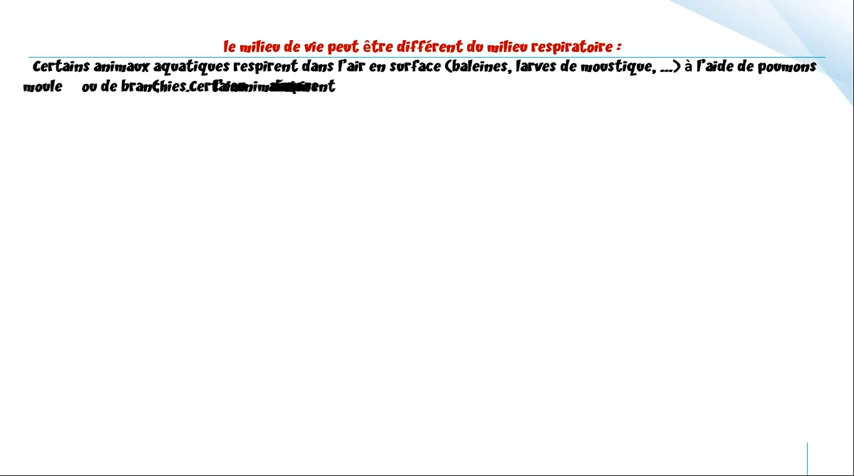 le milieu de vie peut être différent du milieu respiratoire :
Certains animaux aquatiques respirent dans l'air en surface (baleines, larves de moustique, ...) à l'aide de poumons
moule ou de branchies.